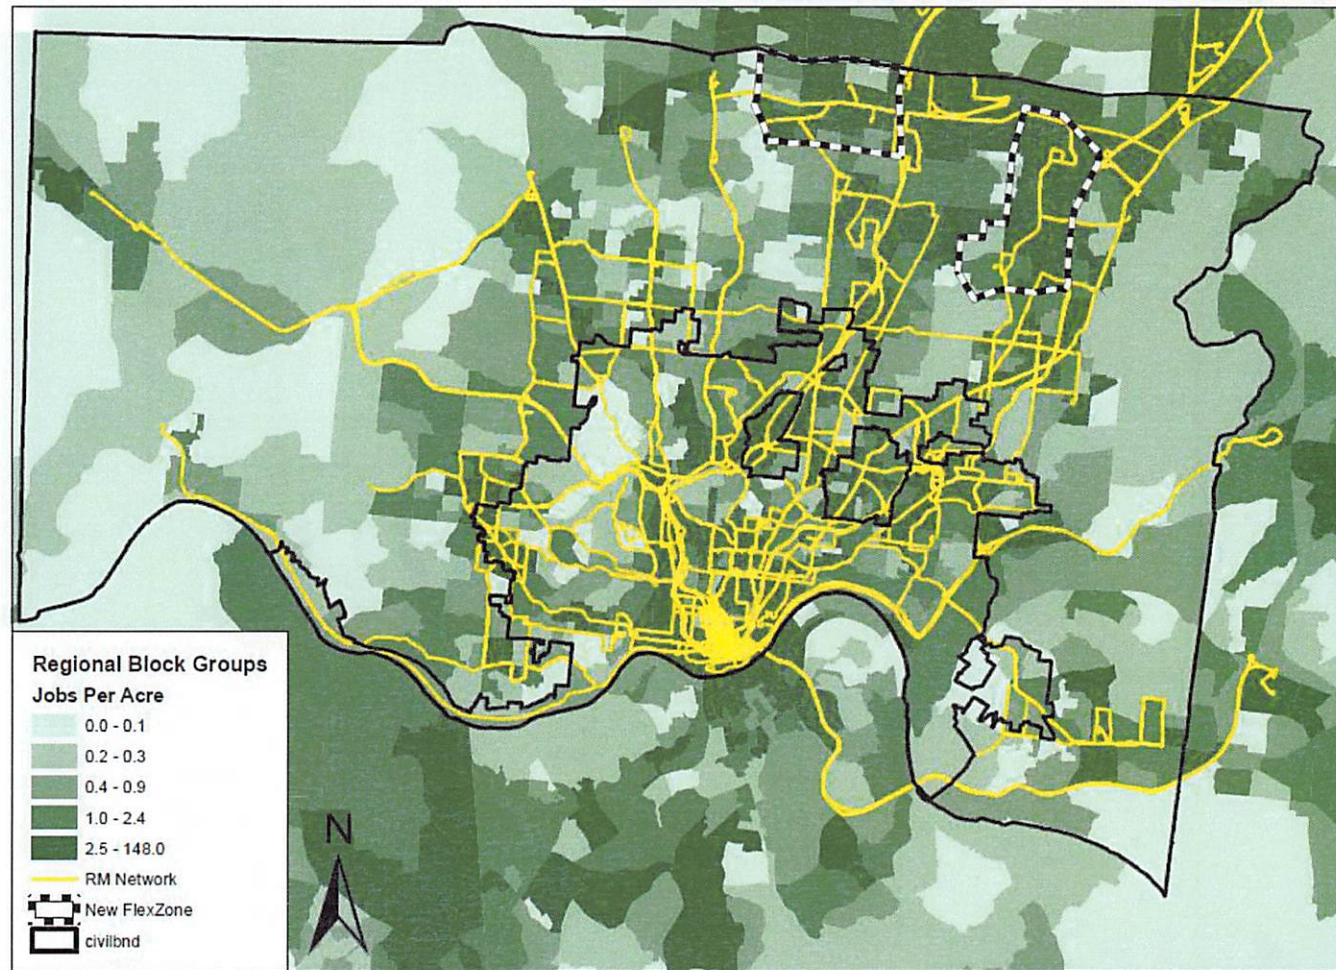 Regional Block Groups
Jobs Per Acre
0.0 - 0.1
0.2 - 0.3
0.4 - 0.9
1.0 - 2.4
2.5 - 148.0
RM Network
New FlexZone
civilbnd
N